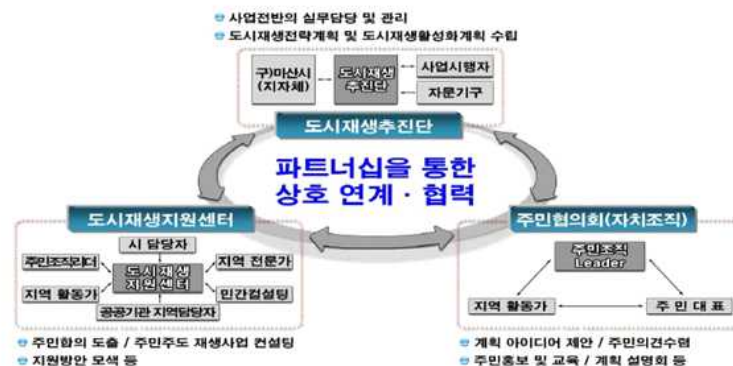 사업전반의 실무담당 및 관리
도시재생전략계획 및 도시재생활성화계획 수립
구)마산시
(지자체)
도시재생
추진단
사업시행자
자문기구
도시재생추진단
파트너십을 통한
상호 연계 · 협력
도시재생지원센터
시 담당자
주민조직리더
도시재생
지원센터
지역 전문가
지역 활동가
민간컨설팅
공공기관 지역담당자
주민합의 도출 / 주민주도 재생사업 컨설팅
지원방안 모색 등
주민협의회(자치조직)
주민조직
Leader
지역 활동가
주 민 대 표
계획 아이디어 제안 / 주민의견수렴
주민홍보 및 교육 / 계획 설명회 등